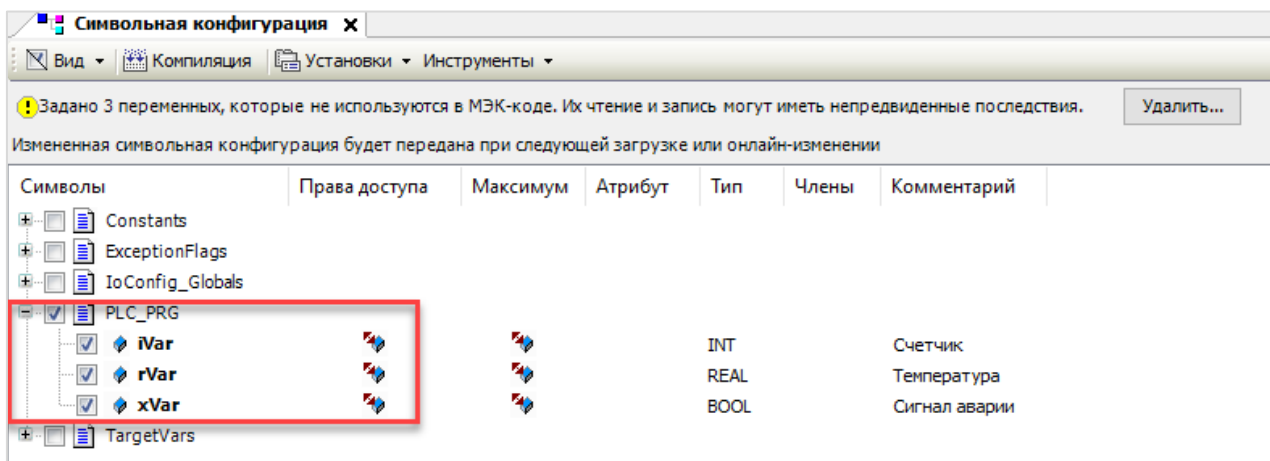 Символьная конфигурация X
Вид Компиляция Установки Инструменты
Задано 3 переменных, которые не используются в МЭК-коде. Их чтение и запись могут иметь непредвиденные последствия. Удалить...
Измененная символьная конфигурация будет передана при следующей загрузке или онлайн-изменении
Символы Права доступа Максимум Атрибут Тип Члены Комментарий
Constants
ExceptionFlags
IoConfig_Globals
PLC_PRG
iVar INT Счетчик
rVar REAL Температура
xVar BOOL Сигнал аварии
TargetVars